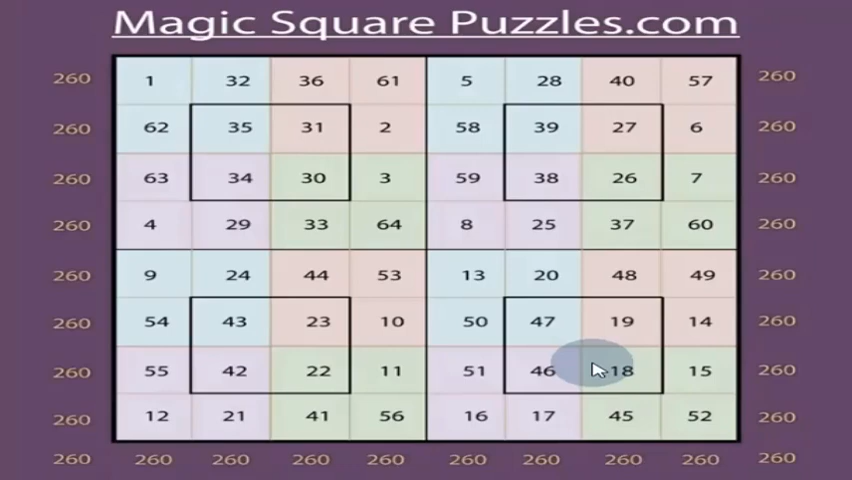 Magic Square Puzzles.com
260 1 32 36 61 5 28 40 57 260
260 62 35 31 2 58 39 27 6 260
260 63 34 30 3 59 38 26 7 260
260 4 29 33 64 8 25 37 60 260
260 9 24 44 53 13 20 48 49 260
260 54 43 23 10 50 47 19 14 260
260 55 42 22 11 51 46 18 15 260
260 12 21 41 56 16 17 45 52 260
260 260 260 260 260 260 260 260 260 260